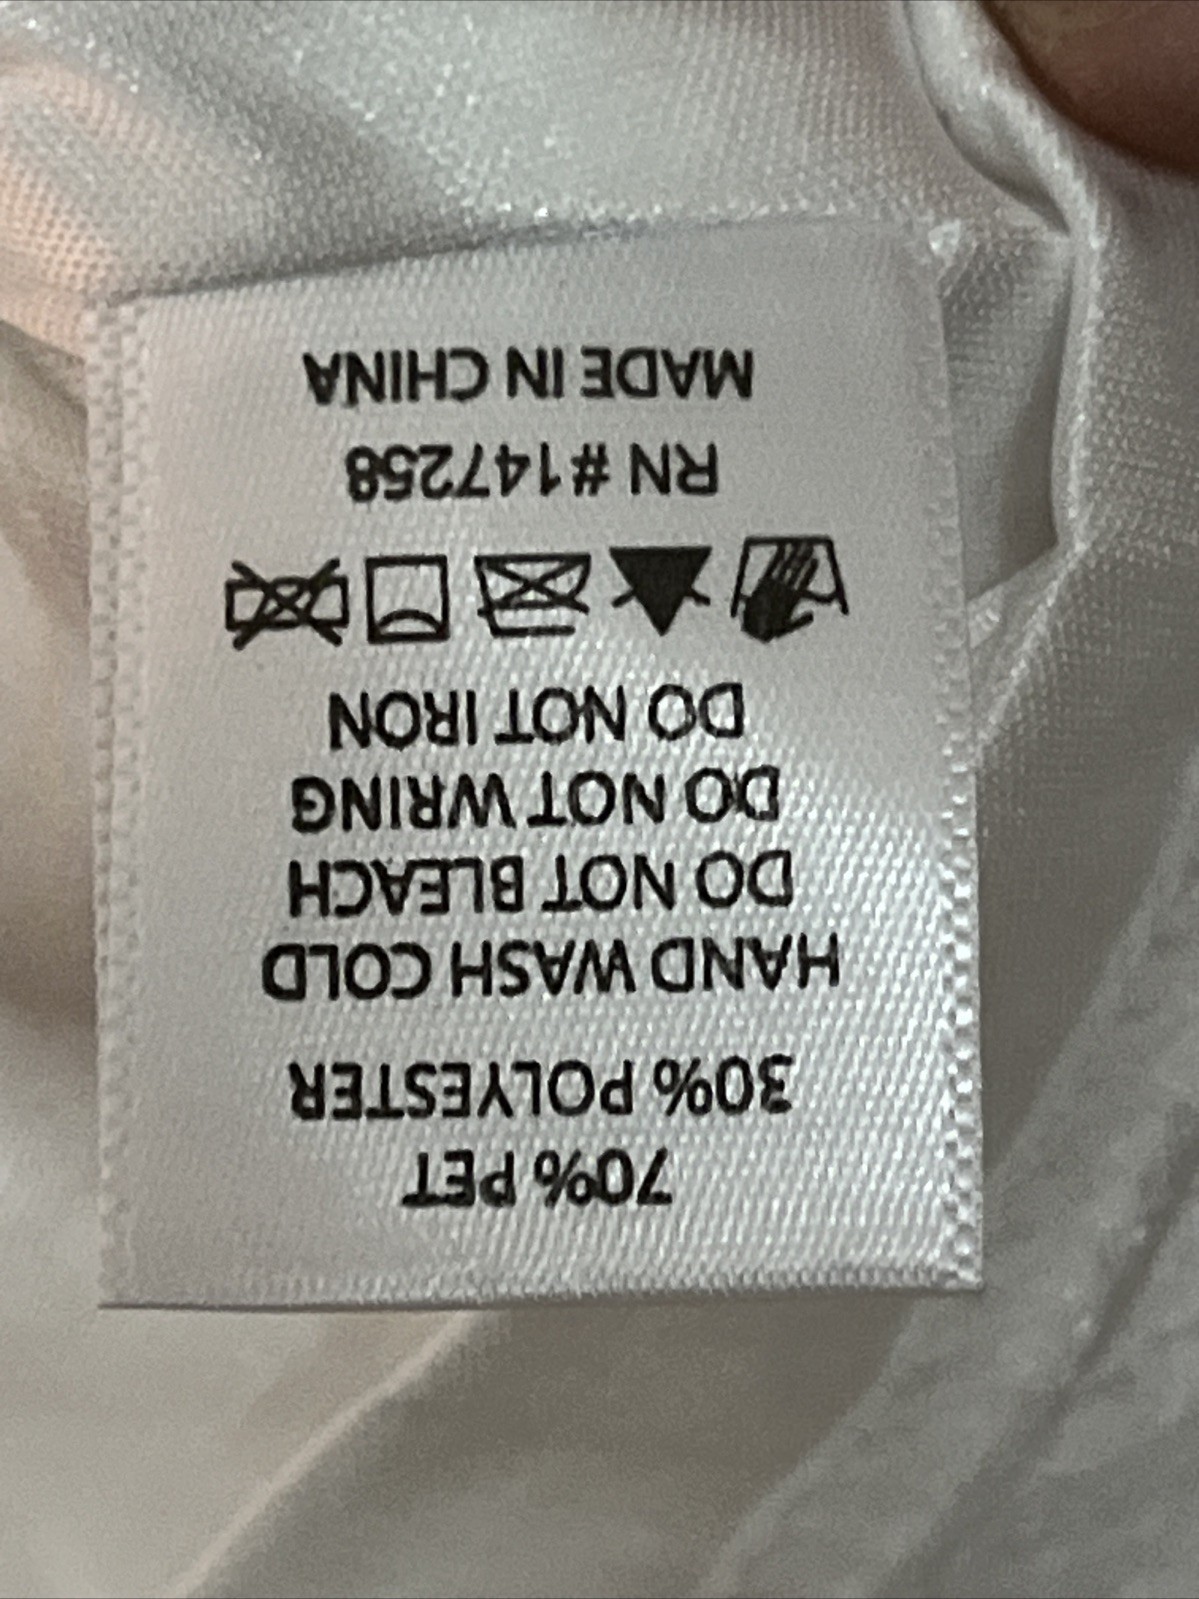 70% PET
30% POLYESTER
HAND WASH COLD
DO NOT BLEACH
DO NOT WRING
DO NOT IRON
RN #147258
MADE IN CHINA